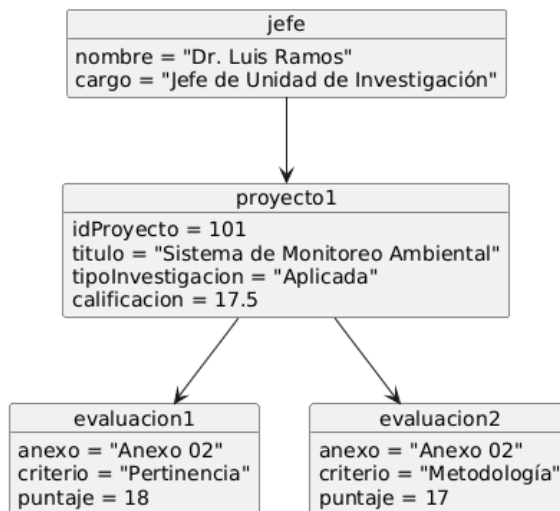 jefe
nombre = "Dr. Luis Ramos"
cargo = "Jefe de Unidad de Investigación"
proyecto1
idProyecto = 101
titulo = "Sistema de Monitoreo Ambiental"
tipoInvestigacion = "Aplicada"
calificacion = 17.5
evaluacion1
anexo = "Anexo 02"
criterio = "Pertinencia"
puntaje = 18
evaluacion2
anexo = "Anexo 02"
criterio = "Metodología"
puntaje = 17